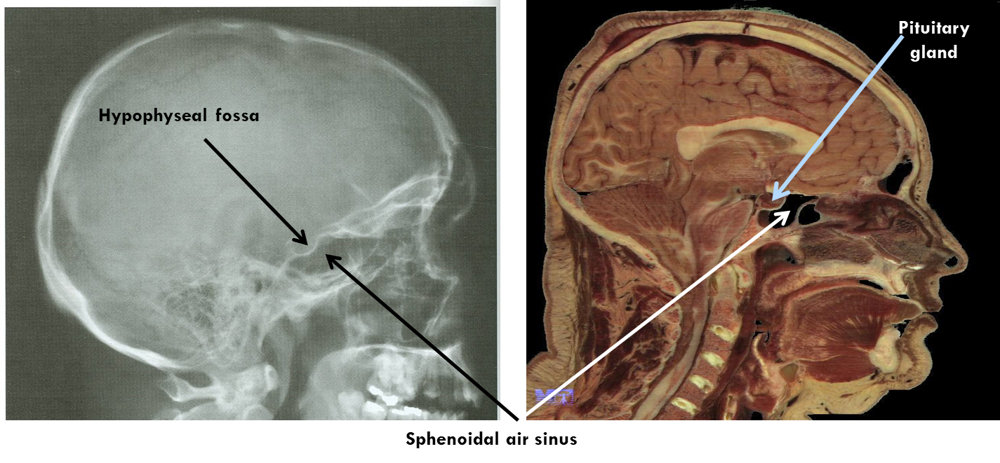 Hypophyseal fossa
Pituitary
gland
Sphenoidal air sinus